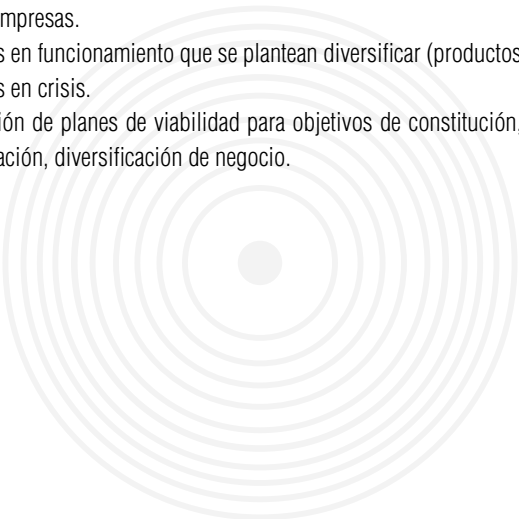 mpresas.
s en funcionamiento que se plantean diversificar (productos
s en crisis.
ión de planes de viabilidad para objetivos de constitución,
ación, diversificación de negocio.